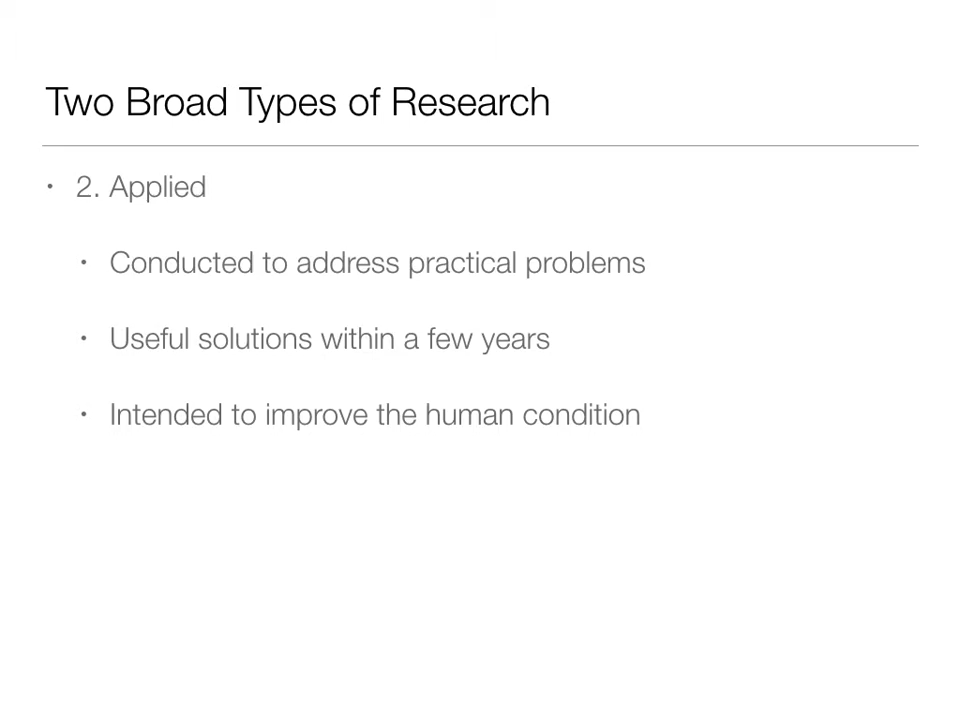 Two Broad Types of Research
• 2. Applied
• Conducted to address practical problems
• Useful solutions within a few years
• Intended to improve the human condition